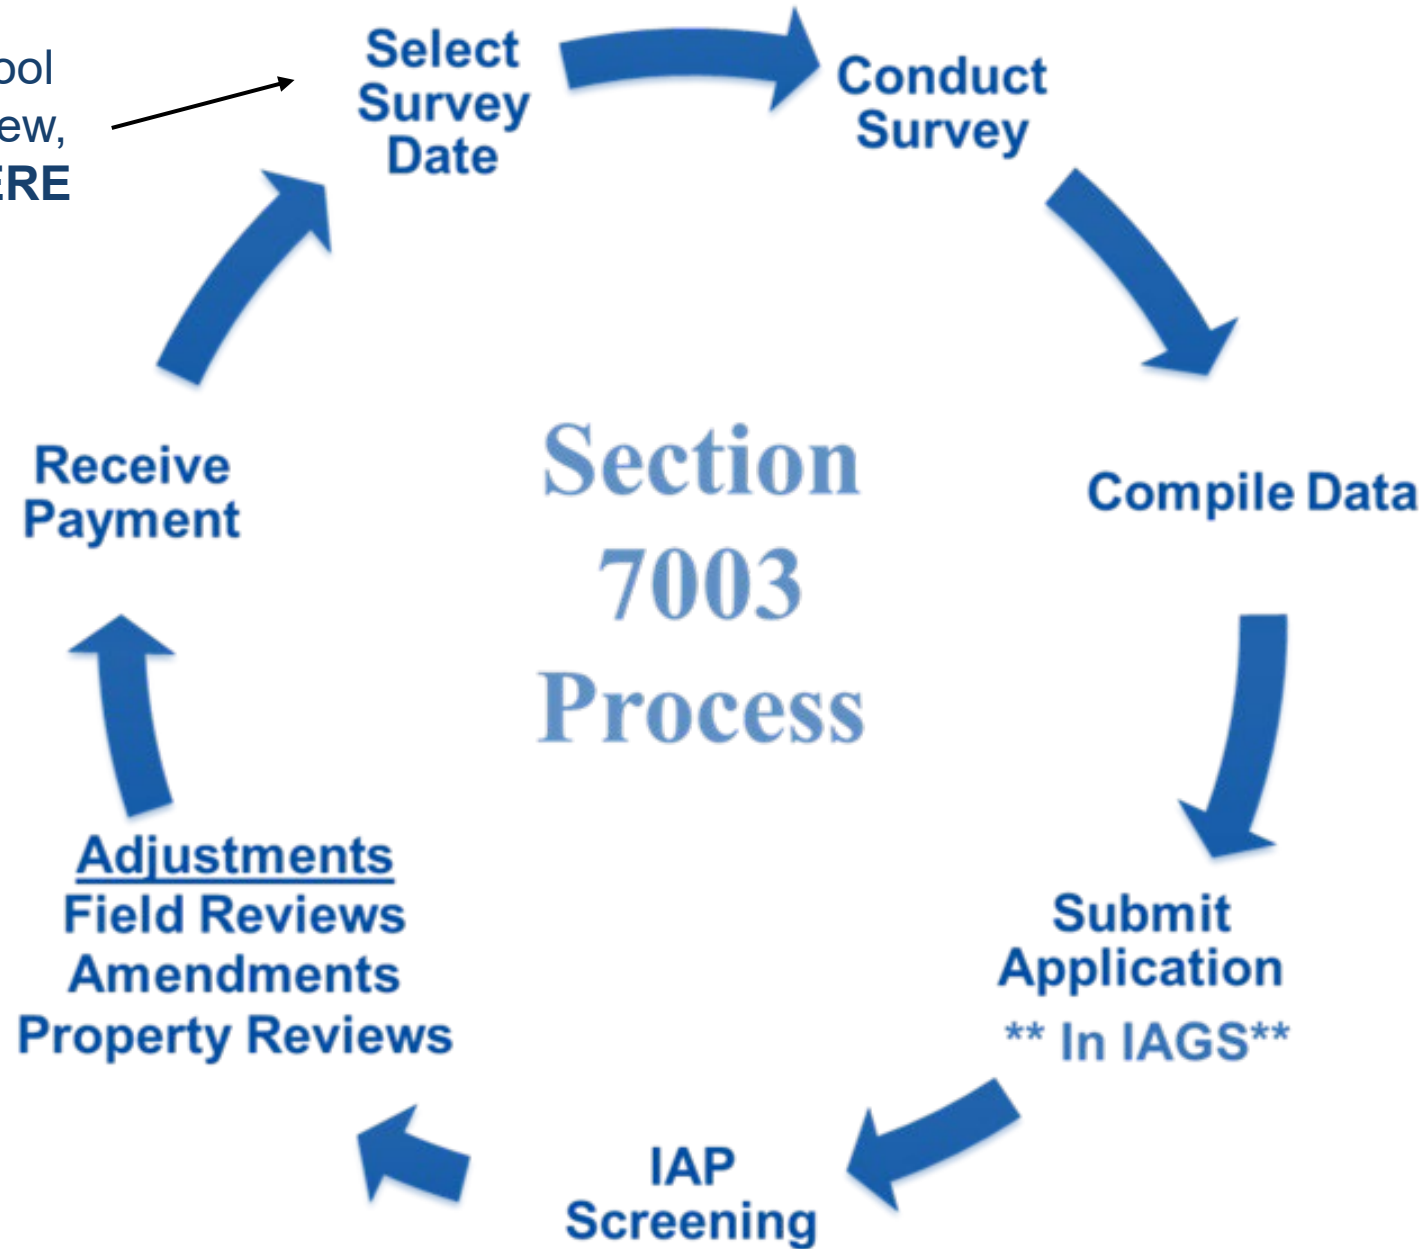 ew,
Select
Survey
Date
Conduct
Survey
Compile Data
Submit
Application
** In IAGS**
IAP
Screening
Adjustments
Field Reviews
Amendments
Property Reviews
Receive
Payment
Section
7003
Process